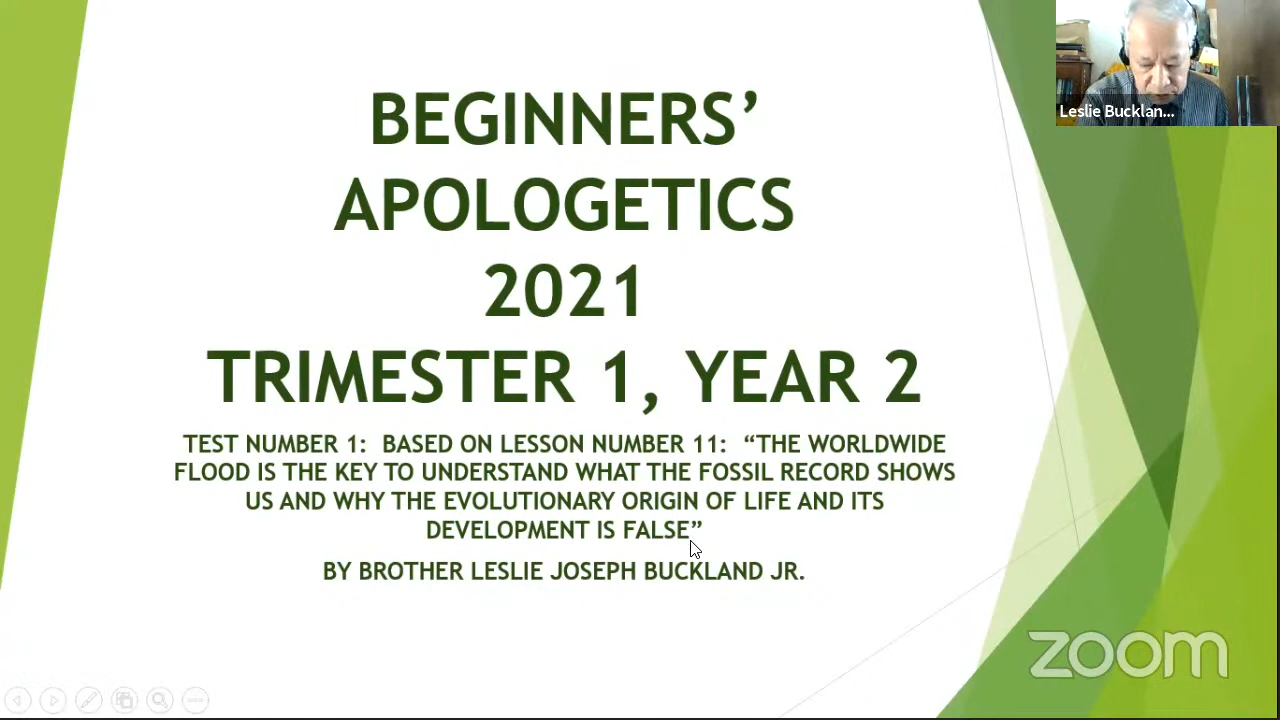 BEGINNERS’
APOLOGETICS
2021
TRIMESTER 1, YEAR 2
TEST NUMBER 1:  BASED ON LESSON NUMBER 11:  “THE WORLDWIDE
FLOOD IS THE KEY TO UNDERSTAND WHAT THE FOSSIL RECORD SHOWS
US AND WHY THE EVOLUTIONARY ORIGIN OF LIFE AND ITS
DEVELOPMENT IS FALSE”
BY BROTHER LESLIE JOSEPH BUCKLAND JR.
Leslie Bucklan...
zoom